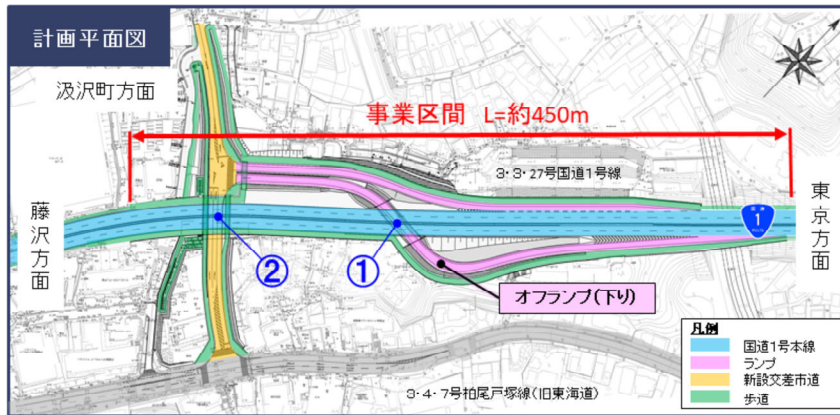 計画平面図
汲沢町方面
事業区間　L=約450m
3・3・27号国道1号線
藤沢方面
東京方面
1
②
①
オフランプ(下り)
3・4・7号柏尾戸塚線(旧東海道)
凡例
国道1号本線
ランプ
新設交差市道
歩道